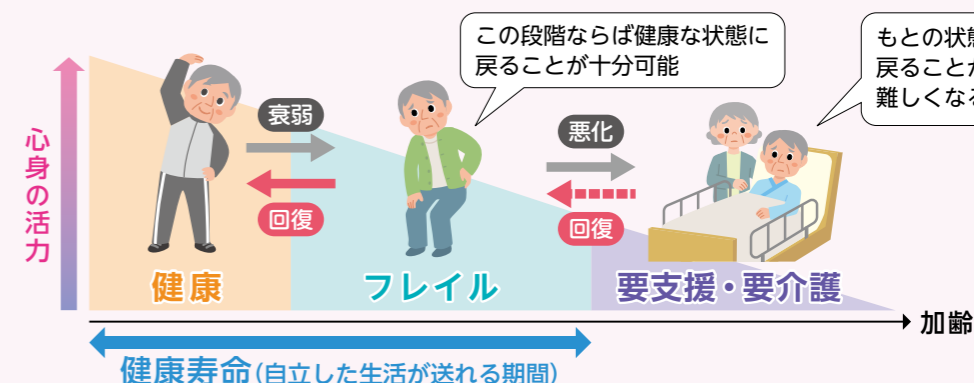 この段階ならば健康な状態に
戻ることが十分可能
もとの状態
戻ることが
難しくなる
心身の活力
衰弱
回復
悪化
回復
健康
フレイル
要支援・要介護
加齢
健康寿命(自立した生活が送れる期間)